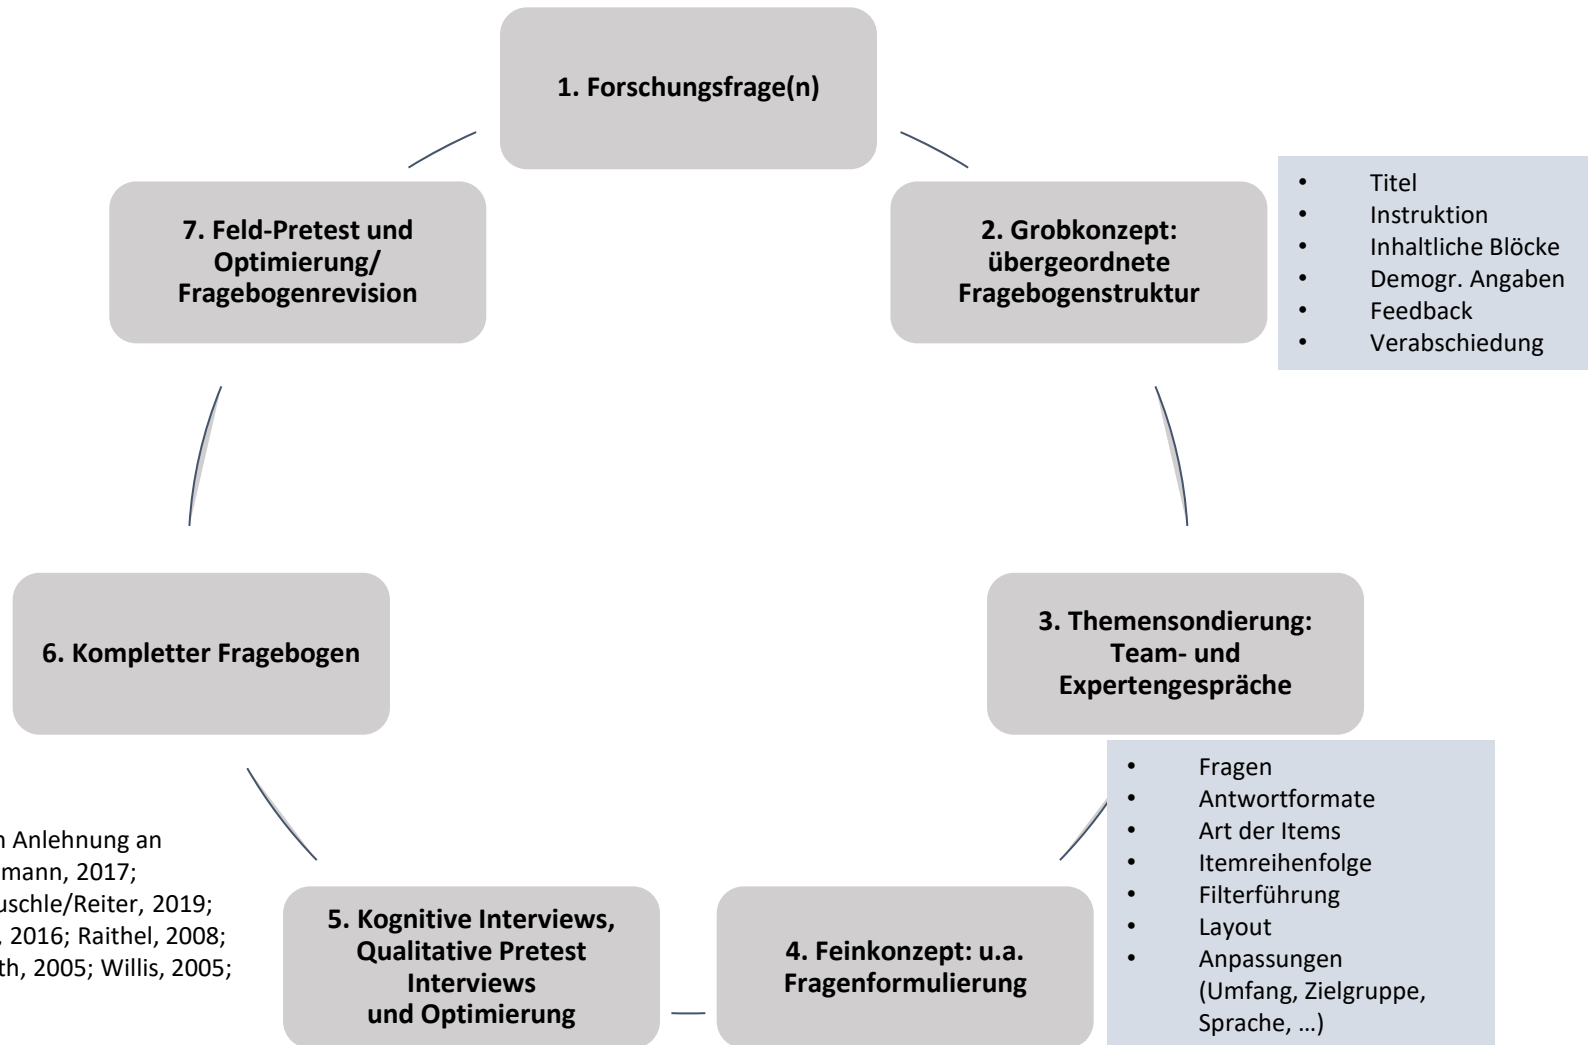 1. Forschungsfrage(n)
2. Grobkonzept:
übergeordnete
Fragebogenstruktur
• Titel
• Instruktion
• Inhaltliche Blöcke
• Demogr. Angaben
• Feedback
• Verabschiedung
3. Themensondierung:
Team- und
Expertengespräche
• Fragen
• Antwortformate
• Art der Items
• Itemreihenfolge
• Filterführung
• Layout
• Anpassungen
(Umfang, Zielgruppe,
Sprache, …)
4. Feinkonzept: u.a.
Fragenformulierung
5. Kognitive Interviews,
Qualitative Pretest
Interviews
und Optimierung
6. Kompletter Fragebogen
7. Feld-Pretest und
Optimierung/
Fragebogenrevision
Anlehnung an
2017;
/Reiter, 2019;
2016; Raithel, 2008;
2005; Willis, 2005;